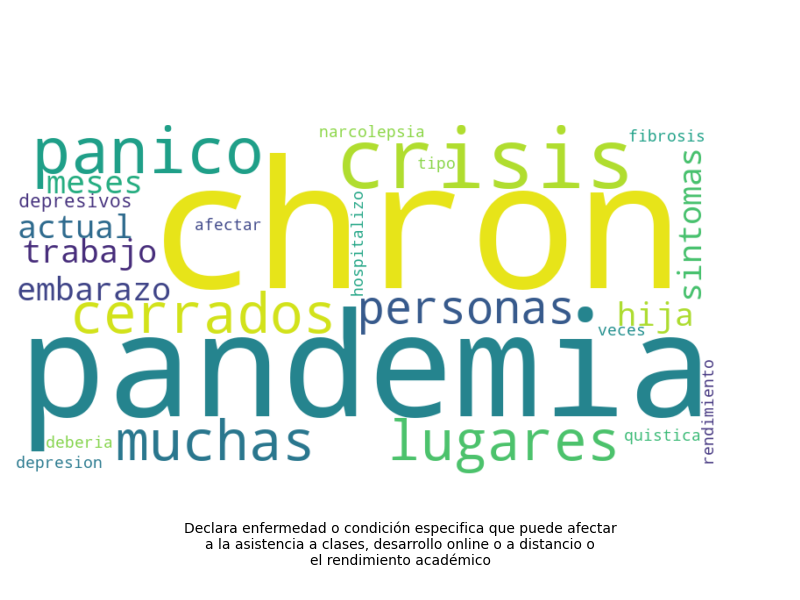 narcolepsia
fibrosis
panico
crisis
tipo
meses
sintomas
depresivos
chron
hospitalizo
actual
afectar
trabajo
embarazo
cerrados
personas
hija
veces
pandemia
rendimiento
deberia
muchas
lugares
quistica
depresion
Declara enfermedad o condición especifica que puede afectar
a la asistencia a clases, desarrollo online o a distancio o
el rendimiento académico